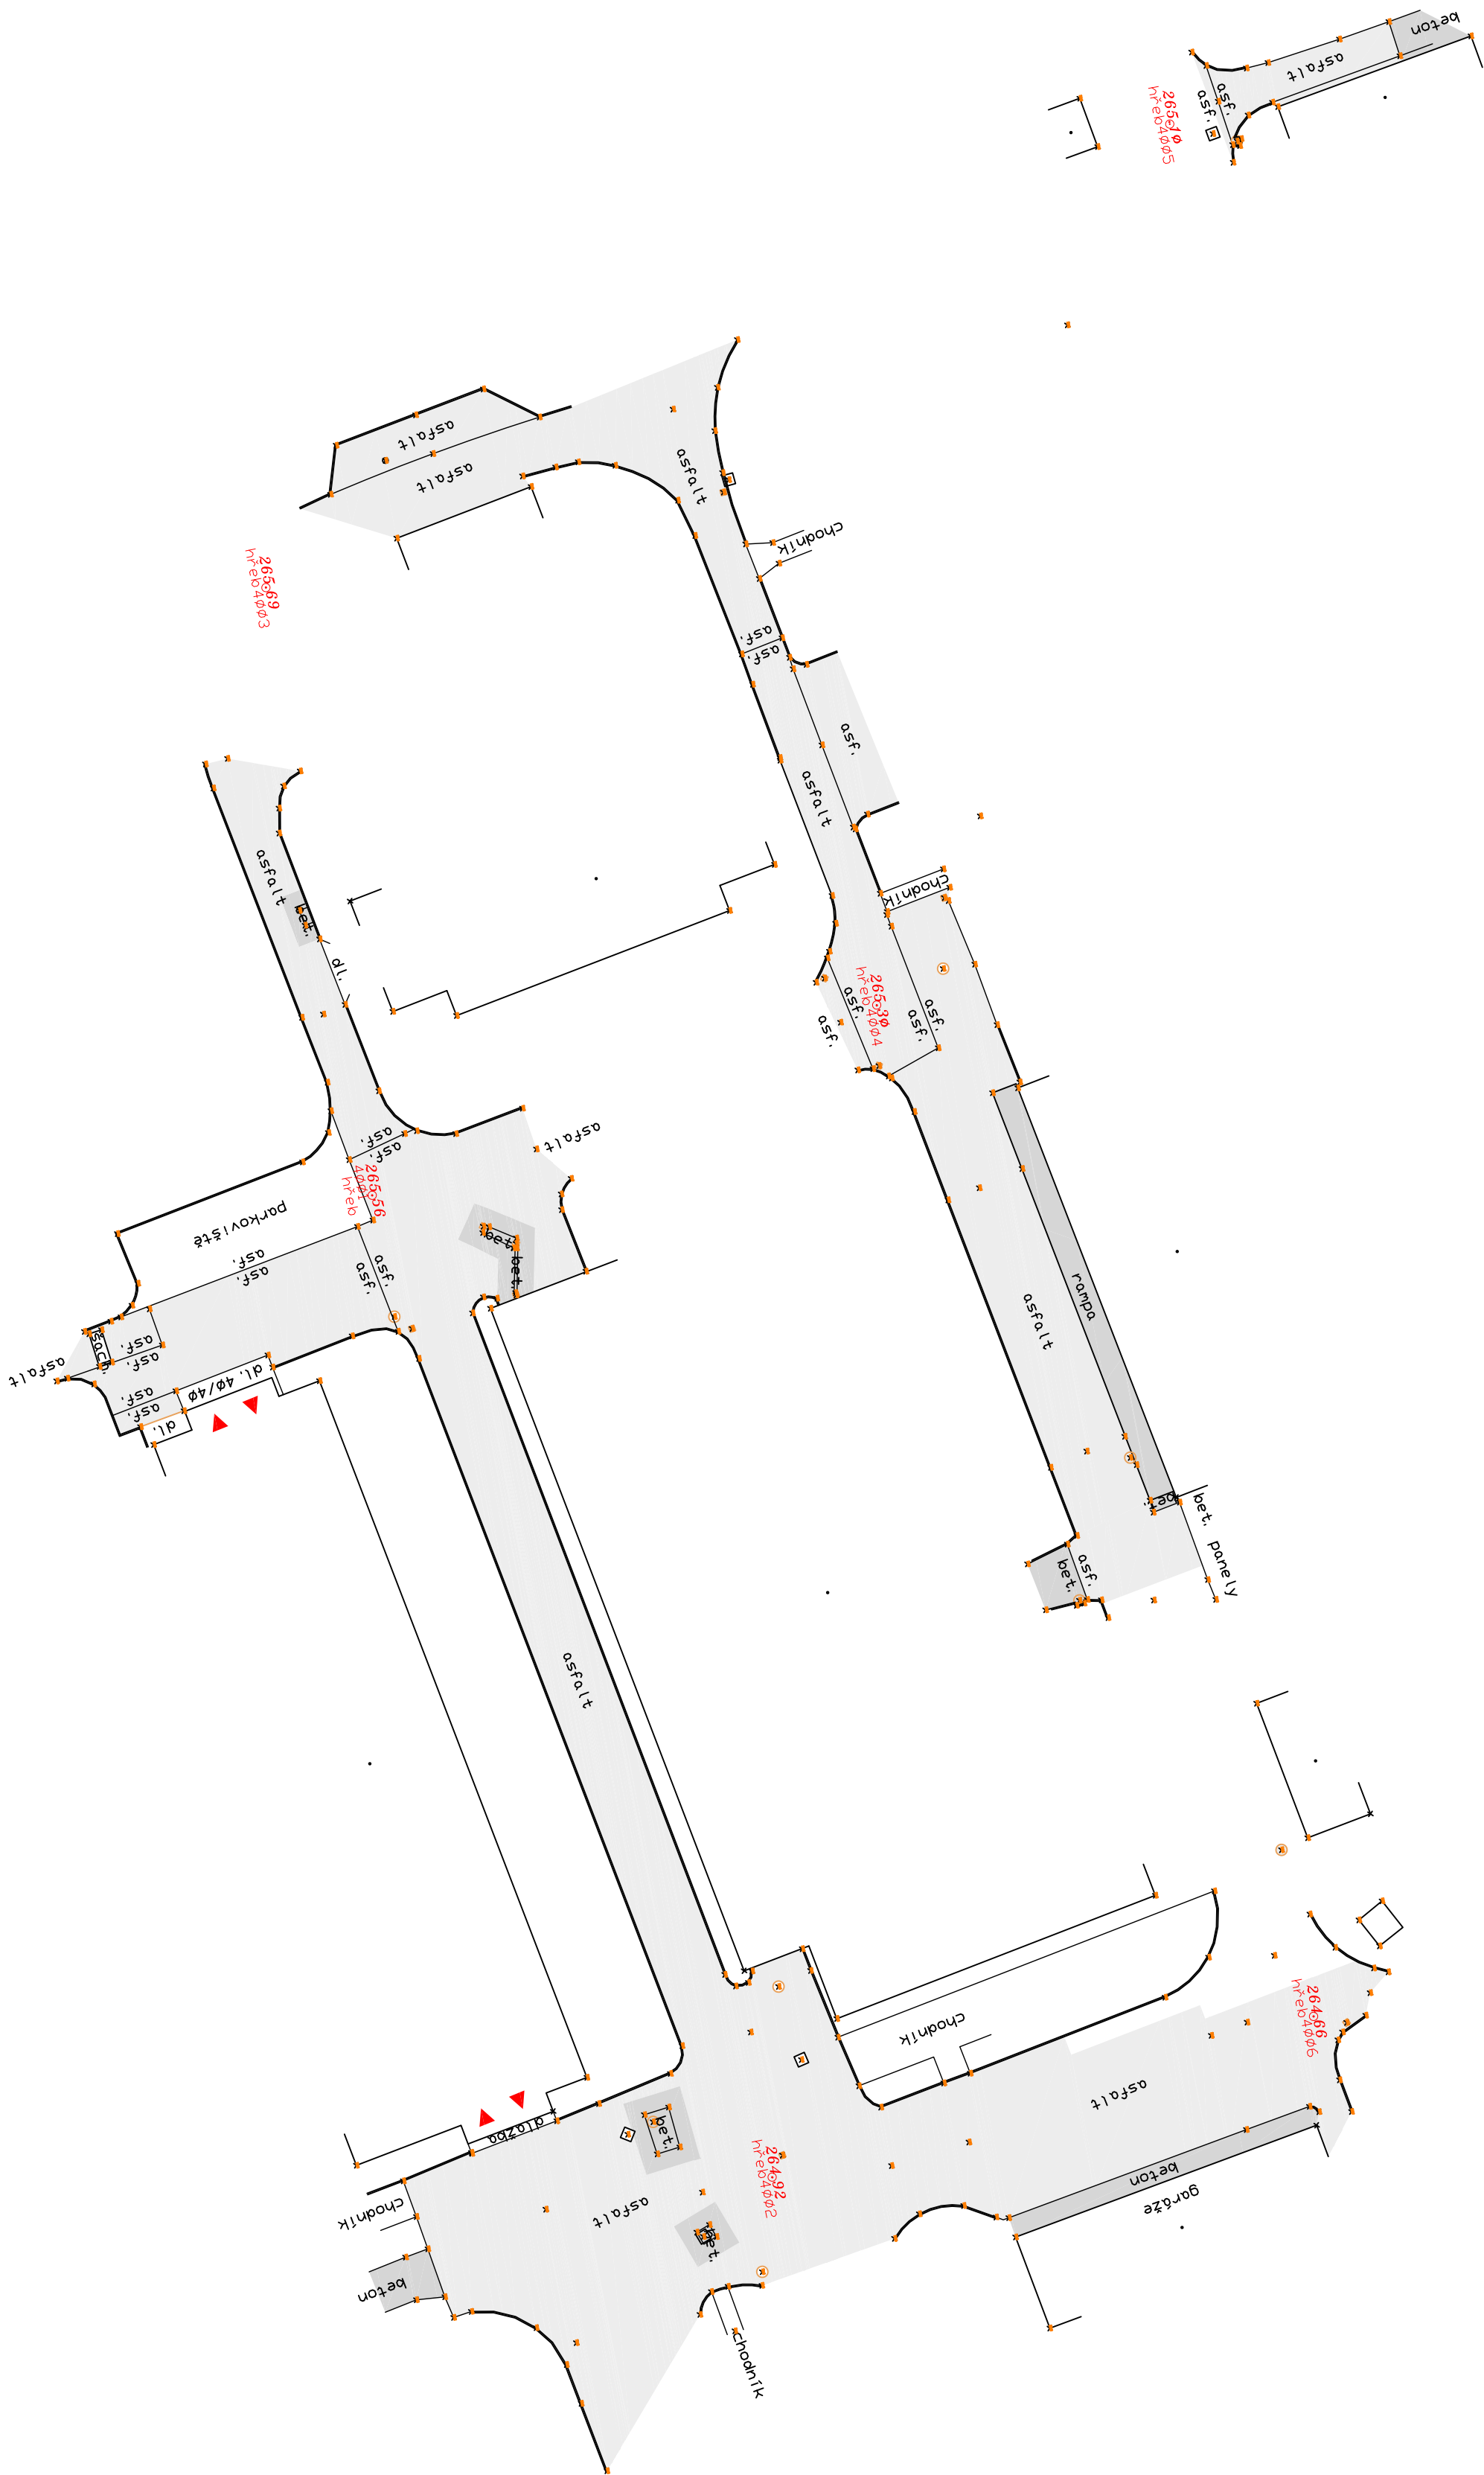 beton
asfalt
asf.
asf.
265.10
hřeb4005
asfalt
asfalt
asfalt
chodník
265.69
hřeb4003
asf.
asf.
asf.
asfalt
asfalt
bet.
chodník
dl.
265.30
hřeb4004
asf.
asf.
asf.
asf.
asfalt
asf.
asf.
265.56
4001
hřeb
parkoviště
asf.
asf.
bet.
bet.
asf.
asf.
rampa
asfalt
šach.
asf.
asf.
asfalt
dl. 40/40
asf.
asf.
dl.
bet.
bet. panely
asf.
bet.
asfalt
264.66
hřeb4006
chodník
asfalt
dlažba
bet.
264.92
hřeb4002
beton
garáže
chodník
asfalt
bet.
beton
chodník